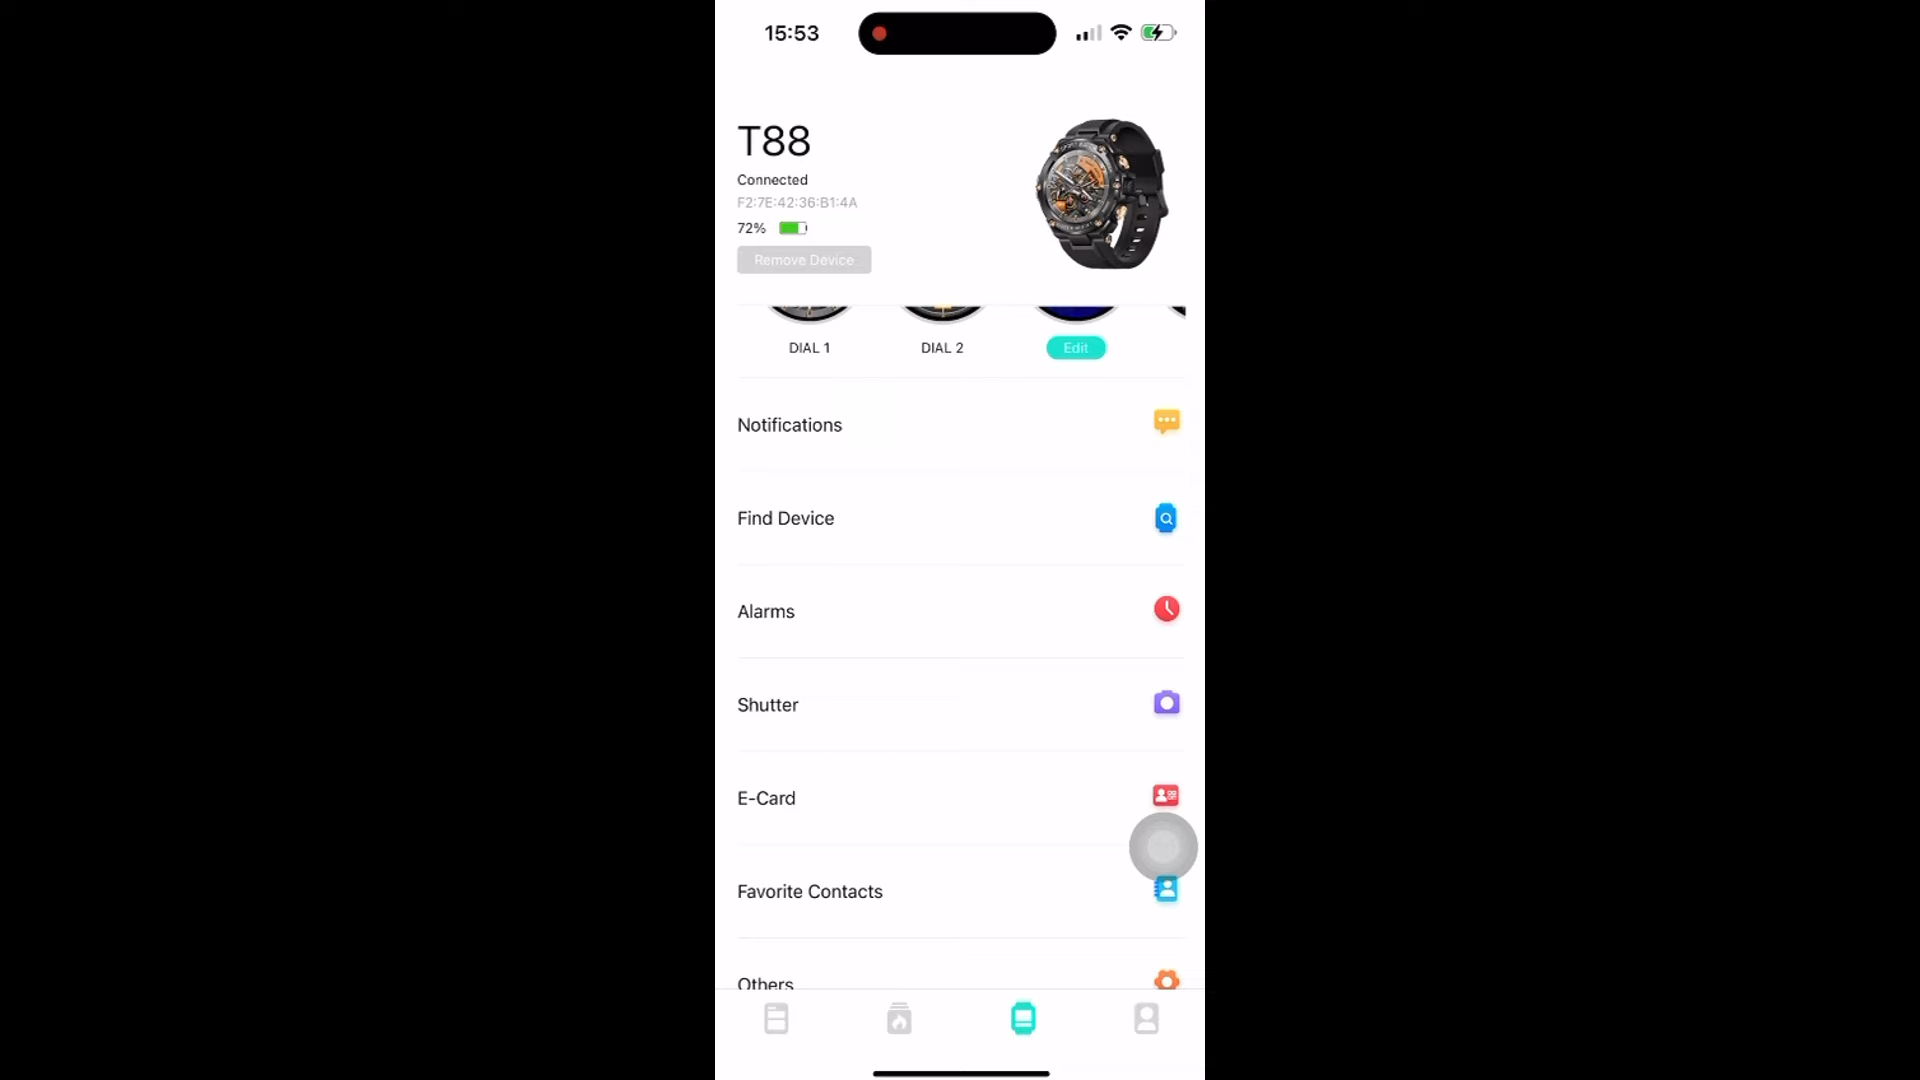 15:53
T88
Connected
F2:7E:42:36:B1:4A
72%
Remove Device
DIAL 1
DIAL 2
Edit
Notifications
Find Device
Alarms
Shutter
E-Card
Favorite Contacts
Others